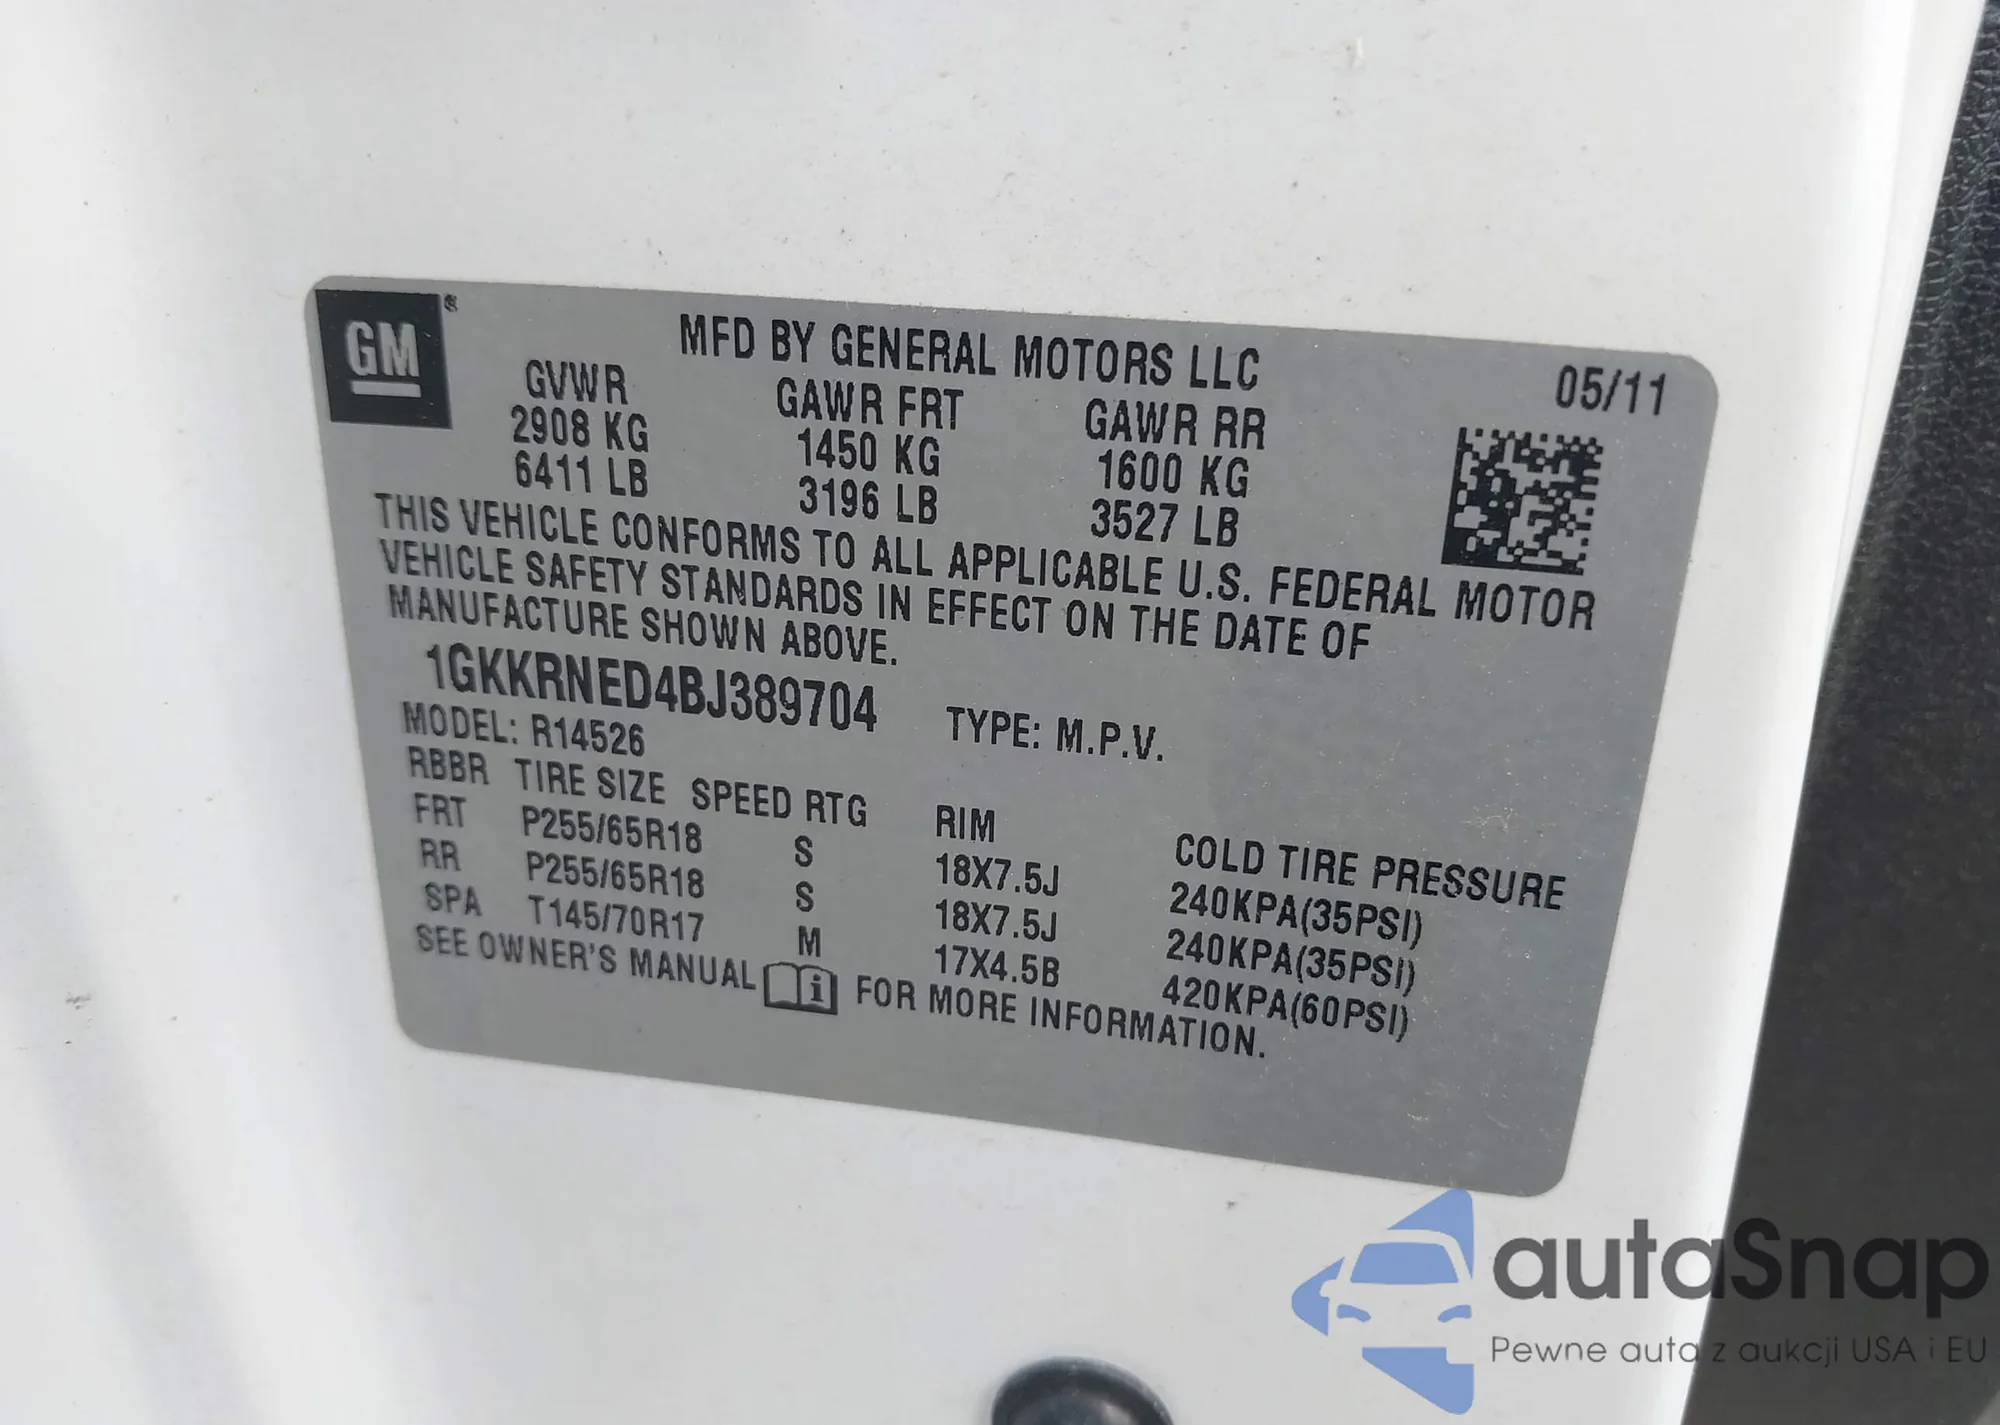 GM®
MFD BY GENERAL MOTORS LLC
05/11
GVWR GAWR FRT GAWR RR
2908 KG 1450 KG 1600 KG
6411 LB 3196 LB 3527 LB
THIS VEHICLE CONFORMS TO ALL APPLICABLE U.S. FEDERAL MOTOR
VEHICLE SAFETY STANDARDS IN EFFECT ON THE DATE OF
MANUFACTURE SHOWN ABOVE.
1GKKRNED4BJ389704 TYPE: M.P.V.
MODEL: R14526
RBBR TIRE SIZE SPEED RTG RIM COLD TIRE PRESSURE
FRT P255/65R18 S 18X7.5J 240KPA(35PSI)
RR P255/65R18 S 18X7.5J 240KPA(35PSI)
SPA T145/70R17 M 17X4.5B 420KPA(60PSI)
SEE OWNER'S MANUAL i FOR MORE INFORMATION.
autaSnap
Pewne auta z aukcji USA i EU